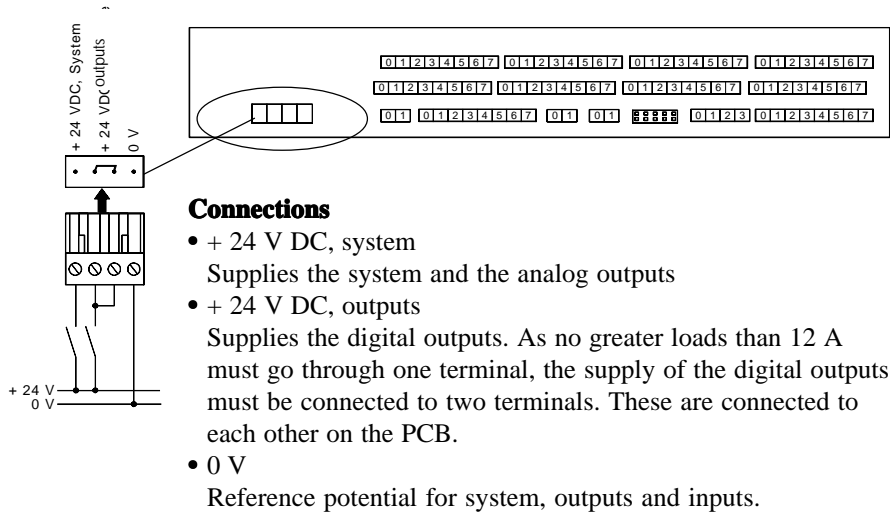 + 24 VDC, System
+ 24 VDC outputs
0 V
0 1 2 3 4 5 6 7 0 1 2 3 4 5 6 7 0 1 2 3 4 5 6 7 0 1 2 3 4 5 6 7
0 1 2 3 4 5 6 7 0 1 2 3 4 5 6 7 0 1 2 3 4 5 6 7 0 1 2 3 4 5 6 7
0 1 0 1 2 3 4 5 6 7 0 1 0 1 0 1 2 3 0 1 2 3 4 5 6 7
Connections
• + 24 V DC, system
Supplies the system and the analog outputs
• + 24 V DC, outputs
Supplies the digital outputs. As no greater loads than 12 A
must go through one terminal, the supply of the digital outputs
must be connected to two terminals. These are connected to
each other on the PCB.
• 0 V
Reference potential for system, outputs and inputs.
+ 24 V
0 V